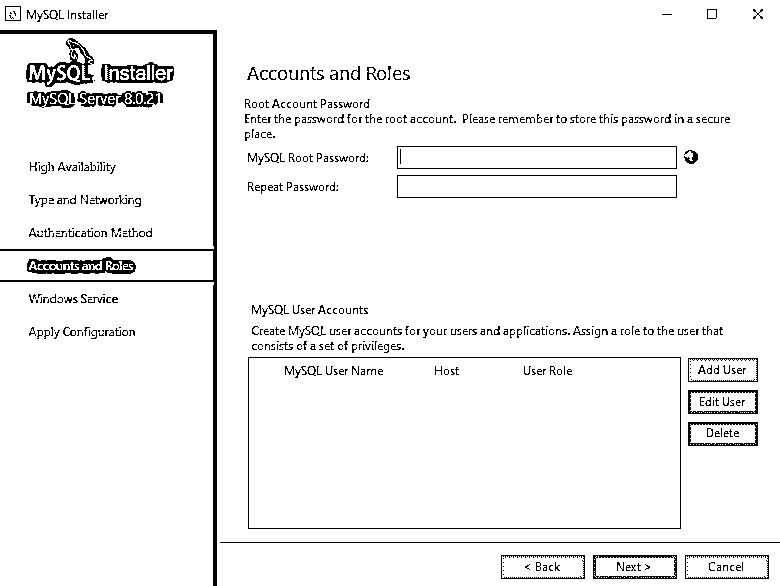 MySQL Installer
MySQL Installer
MySQL Server 8.0.21
High Availability
Type and Networking
Authentication Method
Accounts and Roles
Windows Service
Apply Configuration
Accounts and Roles
Root Account Password
Enter the password for the root account. Please remember to store this password in a secure
place.
MySQL Root Password:
Repeat Password:
MySQL User Accounts
Create MySQL user accounts for your users and applications. Assign a role to the user that
consists of a set of privileges.
MySQL User Name Host User Role
Add User
Edit User
Delete
< Back Next > Cancel